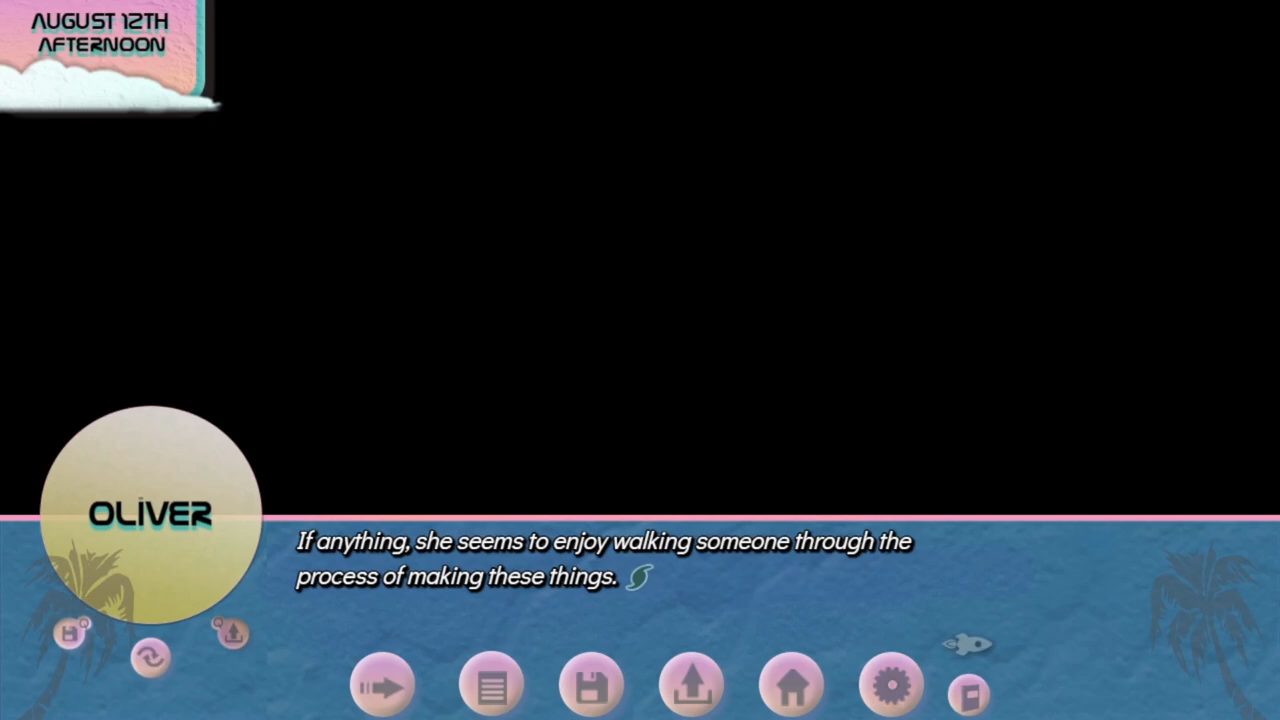 AUGUST 12TH
AFTERNOON
OLIVER
If anything, she seems to enjoy walking someone through the
process of making these things.
Q
Q